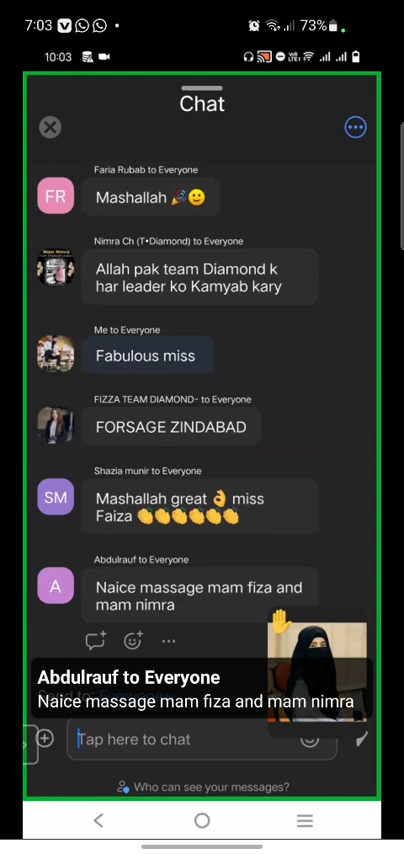 7:03
73%
10:03
Chat
Faria Rubab to Everyone
FR
Mashallah 🎉🙂
Nimra Ch (T•Diamond) to Everyone
Allah pak team Diamond k
har leader ko Kamyab kary
Me to Everyone
Fabulous miss
FIZZA TEAM DIAMOND- to Everyone
FORSAGE ZINDABAD
Shazia munir to Everyone
SM
Mashallah great 👌 miss
Faiza 👏👏👏👏👏👏
Abdulrauf to Everyone
A
Naice massage mam fiza and
mam nimra
Abdulrauf to Everyone
Send to: Everyone
Naice massage mam fiza and mam nimra
Tap here to chat
Who can see your messages?